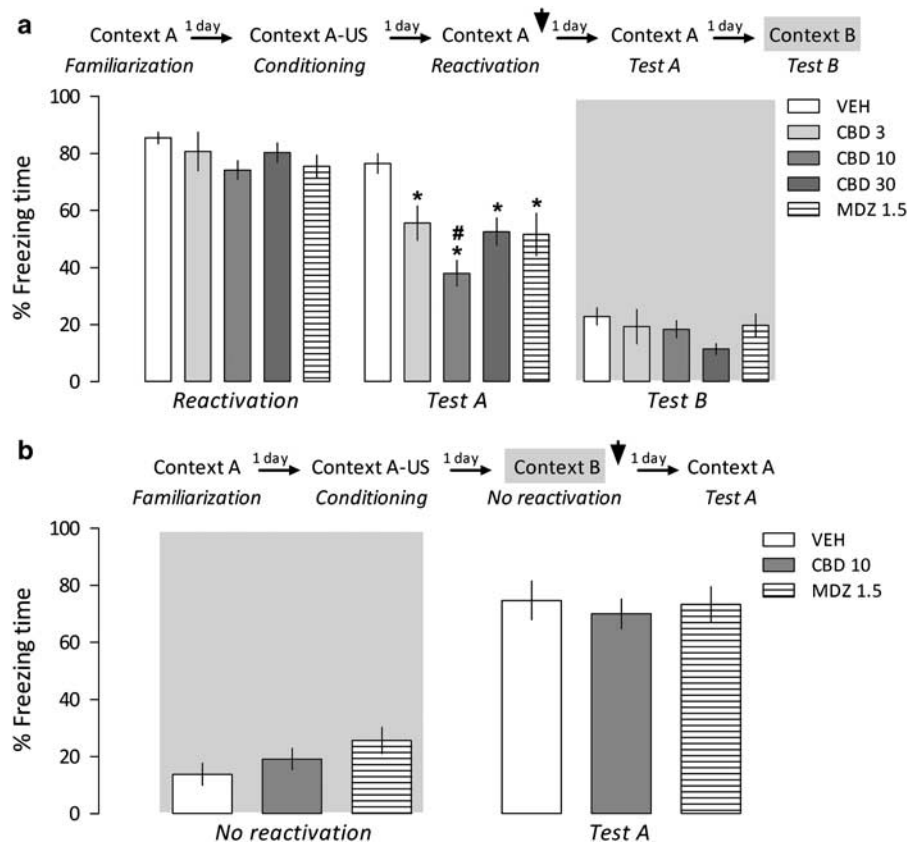 a
Context A 1 day Context A-US 1 day Context A 1 day Context A 1 day Context B
Familiarization Conditioning Reactivation Test A Test B
% Freezing time
100
80
60
40
20
0
* # * * *
VEH
CBD 3
CBD 10
CBD 30
MDZ 1.5
Reactivation Test A Test B
b
Context A 1 day Context A-US 1 day Context B 1 day Context A
Familiarization Conditioning No reactivation Test A
% Freezing time
100
80
60
40
20
0
VEH
CBD 10
MDZ 1.5
No reactivation Test A